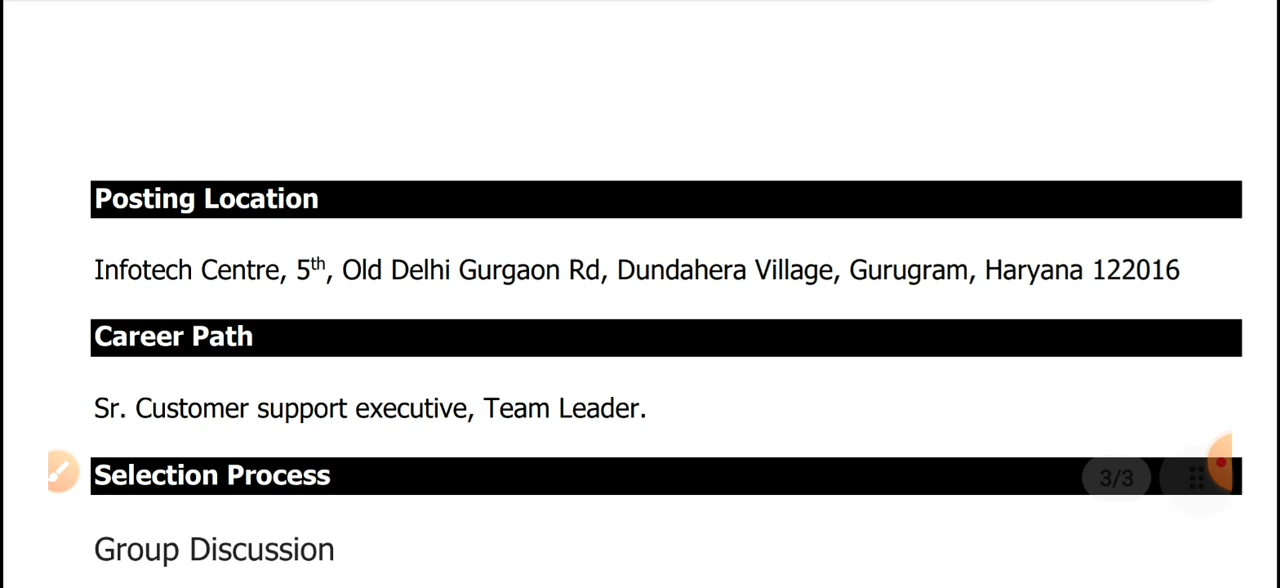 Posting Location
Infotech Centre, 5th, Old Delhi Gurgaon Rd, Dundahera Village, Gurugram, Haryana 122016
Career Path
Sr. Customer support executive, Team Leader.
Selection Process
3/3
Group Discussion